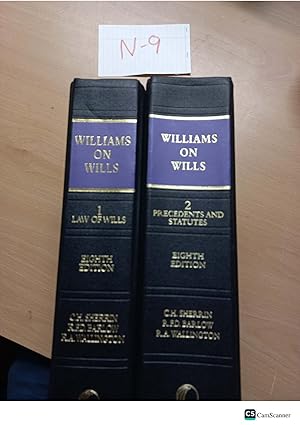 N-9
WILLIAMS
ON
WILLS
1
LAW OF WILLS
EIGHTH
EDITION
C.H. SHERRIN
R.F.D. BARLOW
R.A. WALLINGTON
WILLIAMS
ON
WILLS
2
PRECEDENTS AND
STATUTES
EIGHTH
EDITION
C.H. SHERRIN
R.F.D. BARLOW
R.A. WALLINGTON
CS CamScanner